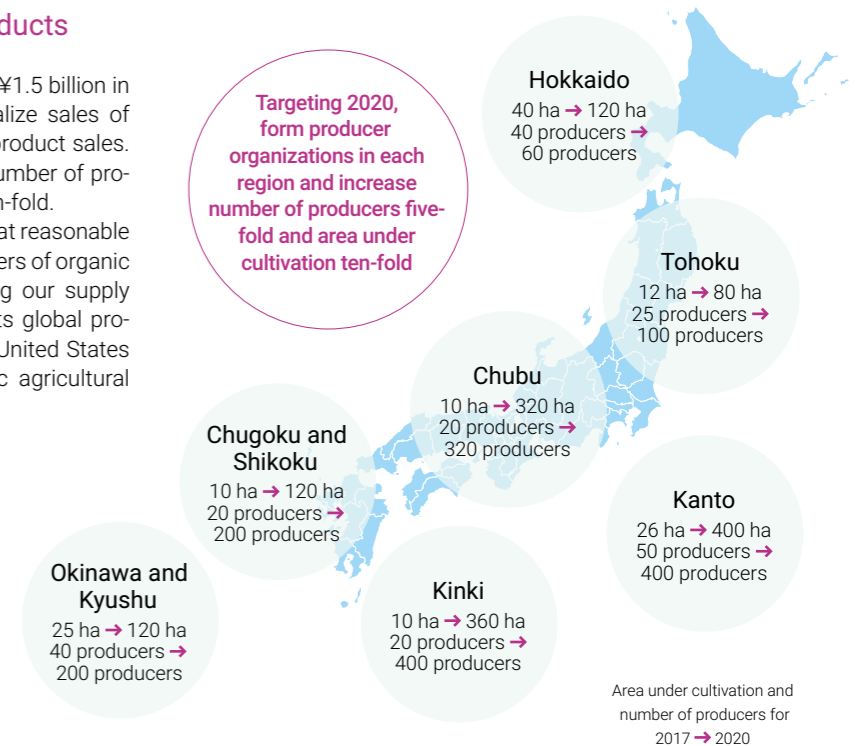 ducts
¥1.5 billion in
alize sales of
product sales.
umber of pro-
n-fold.
at reasonable
ers of organic
g our supply
ts global pro-
United States
c agricultural
Targeting 2020,
form producer
organizations in each
region and increase
number of producers five-
fold and area under
cultivation ten-fold
Hokkaido
40 ha → 120 ha
40 producers →
60 producers
Tohoku
12 ha → 80 ha
25 producers →
100 producers
Chubu
10 ha → 320 ha
20 producers →
320 producers
Chugoku and
Shikoku
10 ha → 120 ha
20 producers →
200 producers
Kanto
26 ha → 400 ha
50 producers →
400 producers
Okinawa and
Kyushu
25 ha → 120 ha
40 producers →
200 producers
Kinki
10 ha → 360 ha
20 producers →
400 producers
Area under cultivation and
number of producers for
2017 → 2020